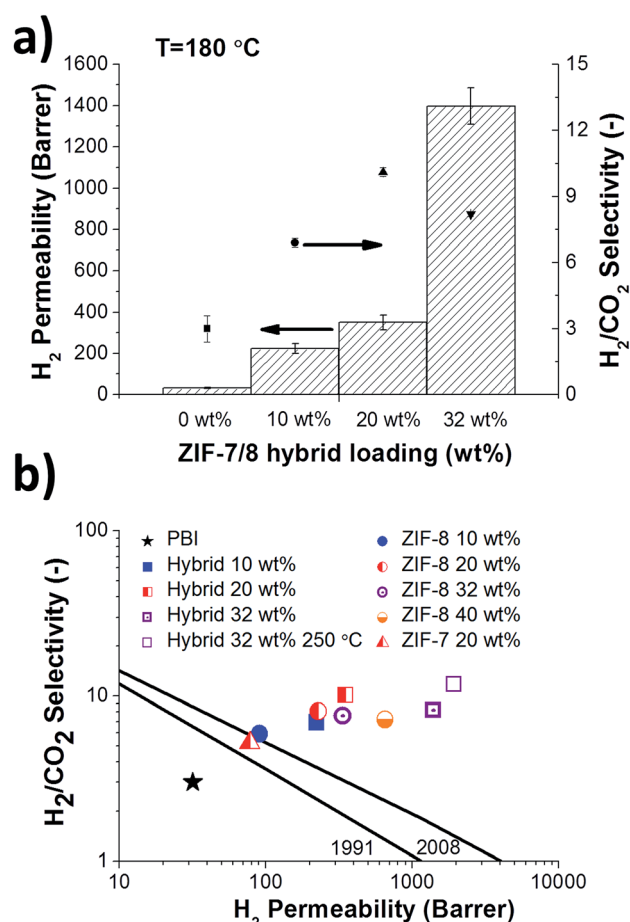 a)
T=180 °C
H₂ Permeability (Barrer)
1600
1400
1200
1000
800
600
400
200
0
15
12
9
6
3
0
H₂/CO₂ Selectivity (-)
0 wt%
10 wt%
20 wt%
32 wt%
ZIF-7/8 hybrid loading (wt%)
b)
H₂/CO₂ Selectivity (-)
100
10
1
PBI
Hybrid 10 wt%
Hybrid 20 wt%
Hybrid 32 wt%
Hybrid 32 wt% 250 °C
ZIF-8 10 wt%
ZIF-8 20 wt%
ZIF-8 32 wt%
ZIF-8 40 wt%
ZIF-7 20 wt%
1991
2008
10
100
1000
10000
H₂ Permeability (Barrer)